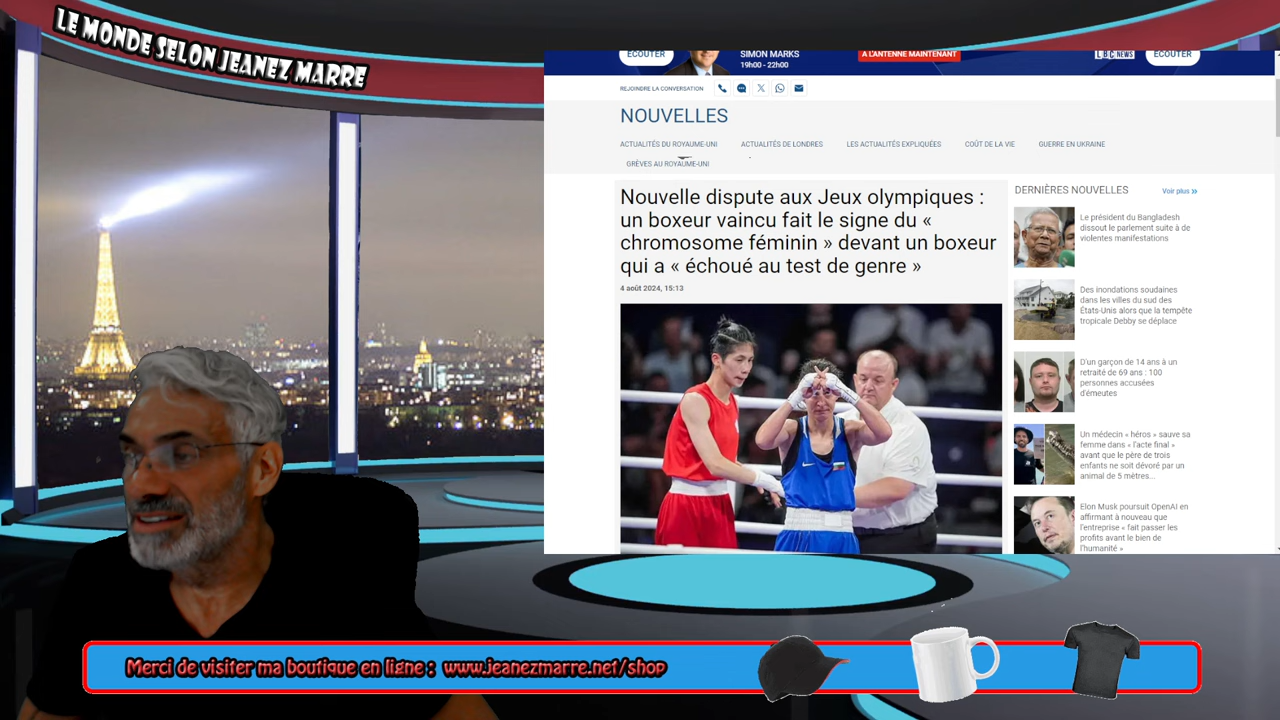 LE MONDE SELON JEANEZ MARRE
ÉCOUTER
SIMON MARKS
19h00 - 22h00
A L'ANTENNE MAINTENANT
LBC NEWS
ÉCOUTER
REJOINDRE LA CONVERSATION
NOUVELLES
ACTUALITÉS DU ROYAUME-UNI
ACTUALITÉS DE LONDRES
LES ACTUALITÉS EXPLIQUÉES
COÛT DE LA VIE
GUERRE EN UKRAINE
GRÈVES AU ROYAUME-UNI
Nouvelle dispute aux Jeux olympiques :
un boxeur vaincu fait le signe du «
chromosome féminin » devant un boxeur
qui a « échoué au test de genre »
4 août 2024, 15:13
DERNIÈRES NOUVELLES
Voir plus »
Le président du Bangladesh
dissout le parlement suite à de
violentes manifestations
Des inondations soudaines
dans les villes du sud des
États-Unis alors que la tempête
tropicale Debby se déplace
D'un garçon de 14 ans à un
retraité de 69 ans : 100
personnes accusées
d'émeutes
Un médecin « héros » sauve sa
femme dans « l'acte final »
avant que le père de trois
enfants ne soit dévoré par un
animal de 5 mètres...
Elon Musk poursuit OpenAI en
affirmant à nouveau que
l'entreprise « fait passer les
profits avant le bien de
l'humanité »
Merci de visiter ma boutique en ligne : www.jeanezmarre.net/shop